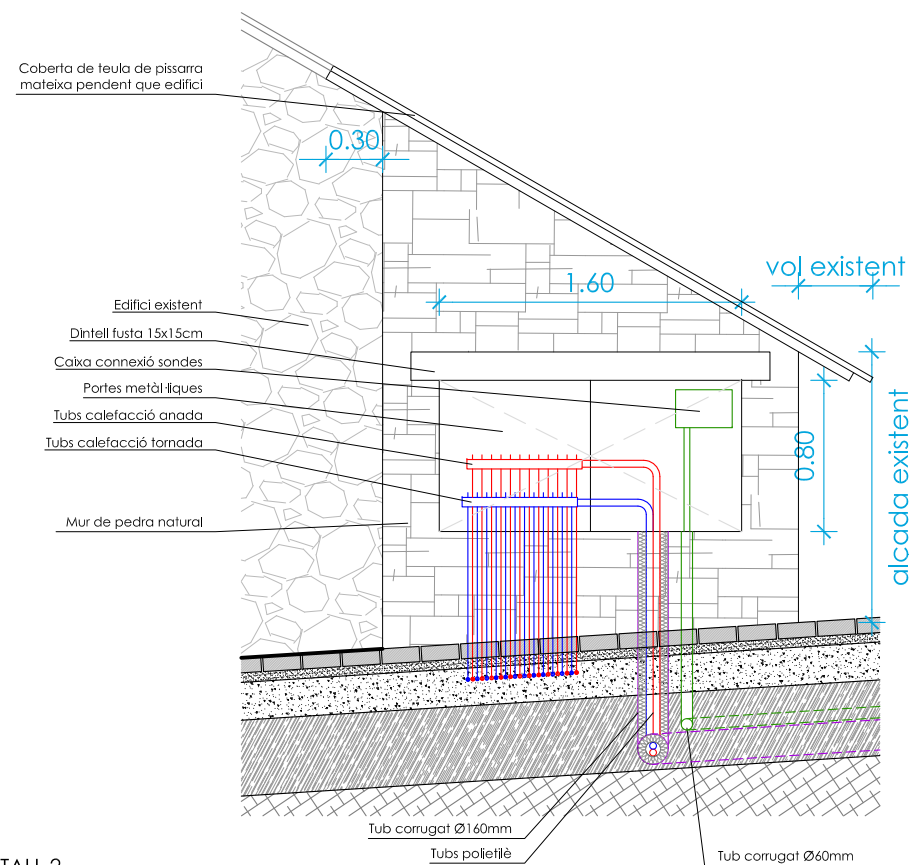 Coberta de teula de pissarra
mateixa pendent que edifici
0.30
vol existent
1.60
Edifici existent
Dintell fusta 15x15cm
Caixa connexió sondes
Portes metàl·liques
Tubs calefacció anada
Tubs calefacció tornada
0.80
alçada existent
Mur de pedra natural
Tub corrugat Ø160mm
Tubs polietilè
Tub corrugat Ø60mm